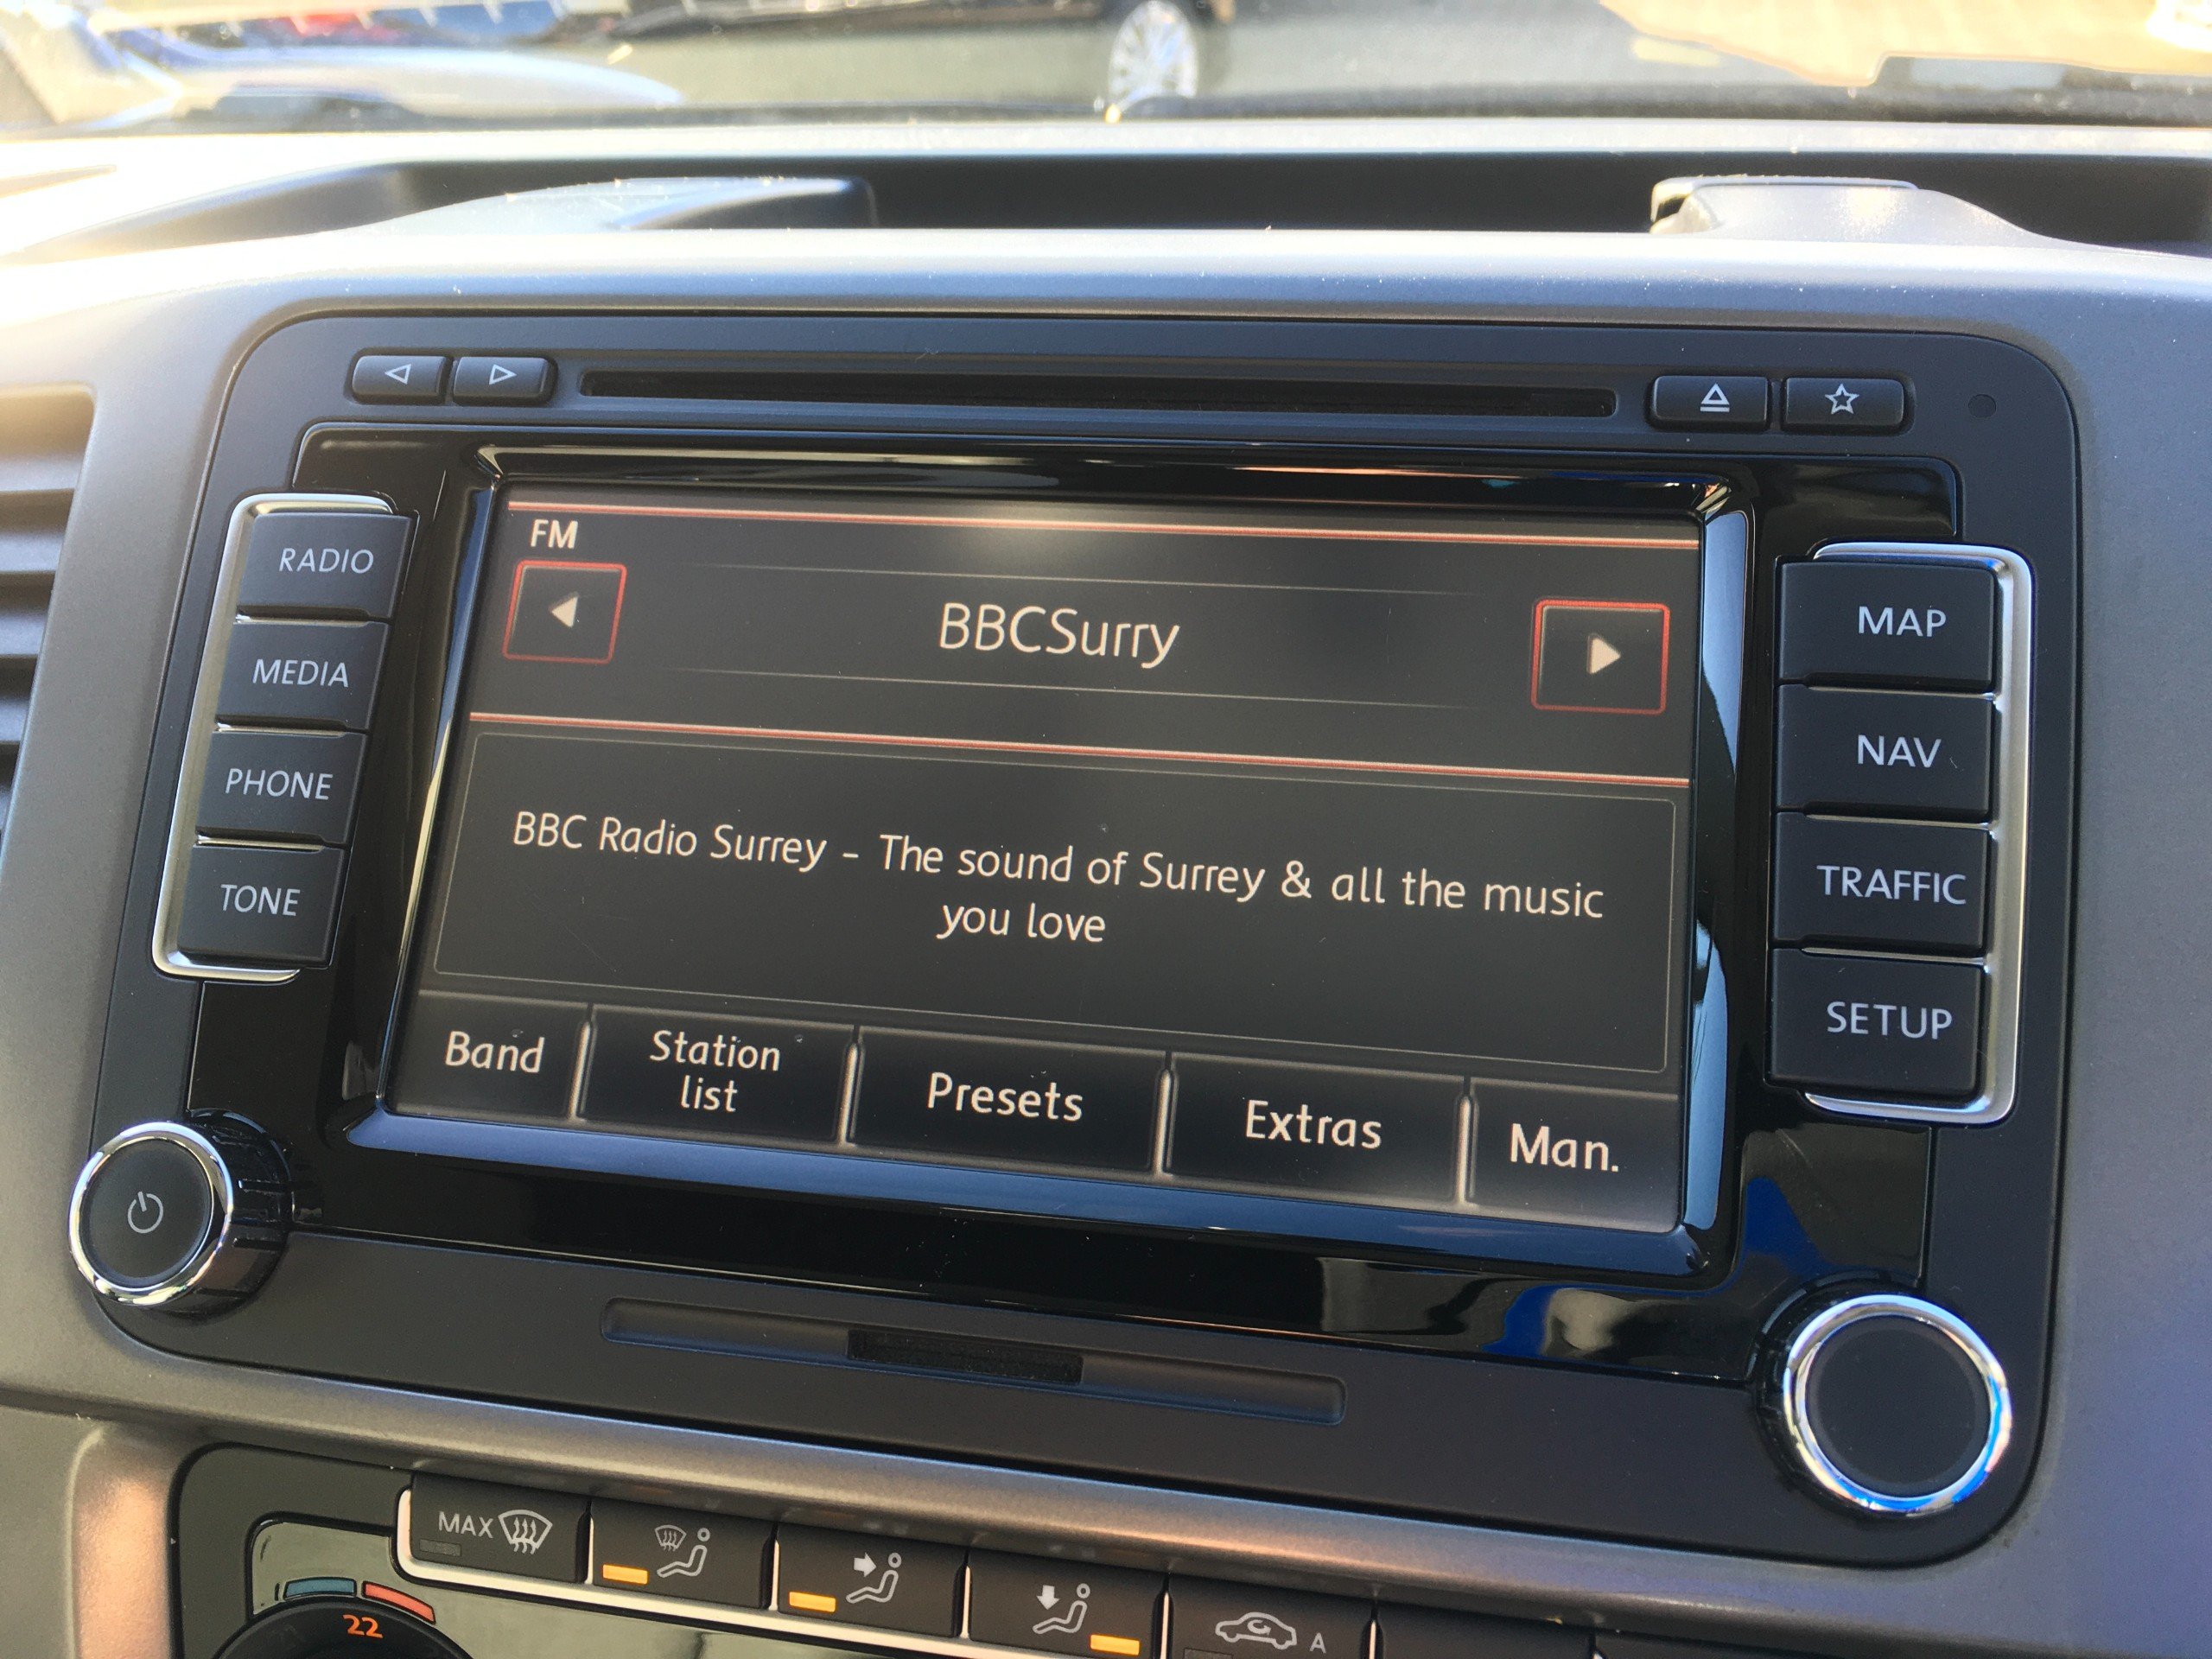 FM
BBCSurry
BBC Radio Surrey - The sound of Surrey & all the music
you love
Band
Station
list
Presets
Extras
Man.
RADIO
MEDIA
PHONE
TONE
MAP
NAV
TRAFFIC
SETUP
MAX
A
22